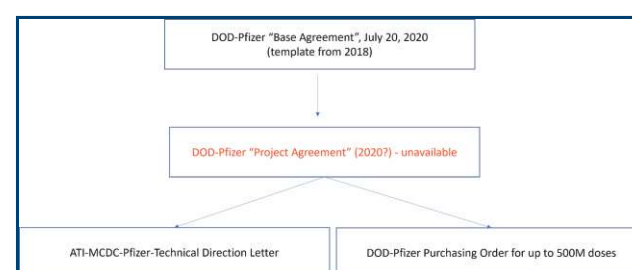 DOD-Pfizer “Base Agreement”, July 20, 2020
(template from 2018)
DOD-Pfizer “Project Agreement” (2020?) - unavailable
ATI-MCDC-Pfizer-Technical Direction Letter
DOD-Pfizer Purchasing Order for up to 500M doses